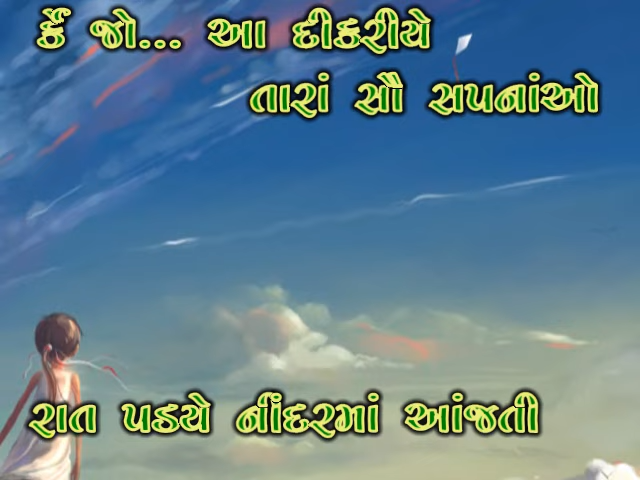 ર્કે જો... આ દીકરીયે
તારાં સૌ સપનાંઓ
રાત પડયે નીંદરમાં આંજતી